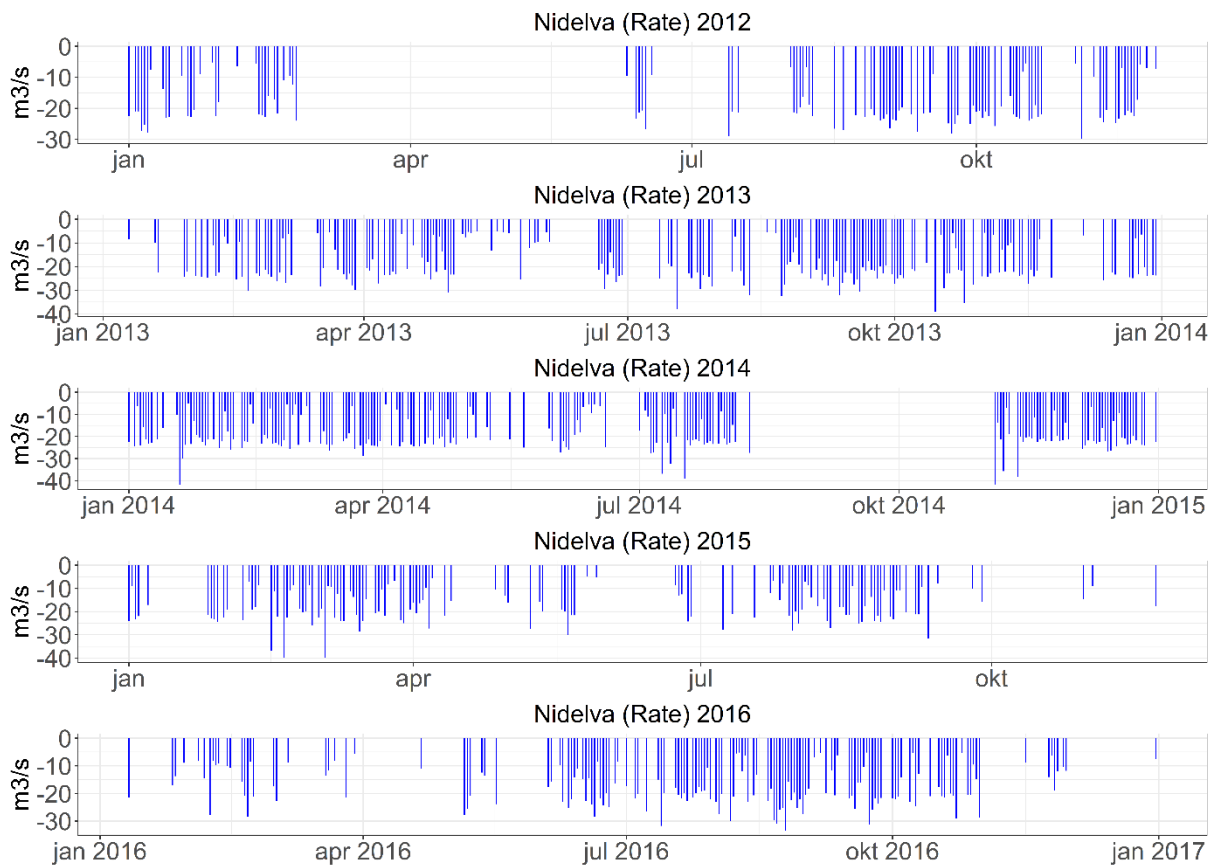 Nidelva (Rate) 2012
m3/s
0
-10
-20
-30
jan apr jul okt
Nidelva (Rate) 2013
m3/s
0
-10
-20
-30
-40
jan 2013 apr 2013 jul 2013 okt 2013 jan 2014
Nidelva (Rate) 2014
m3/s
0
-10
-20
-30
-40
jan 2014 apr 2014 jul 2014 okt 2014 jan 2015
Nidelva (Rate) 2015
m3/s
0
-10
-20
-30
-40
jan apr jul okt
Nidelva (Rate) 2016
m3/s
0
-10
-20
-30
jan 2016 apr 2016 jul 2016 okt 2016 jan 2017